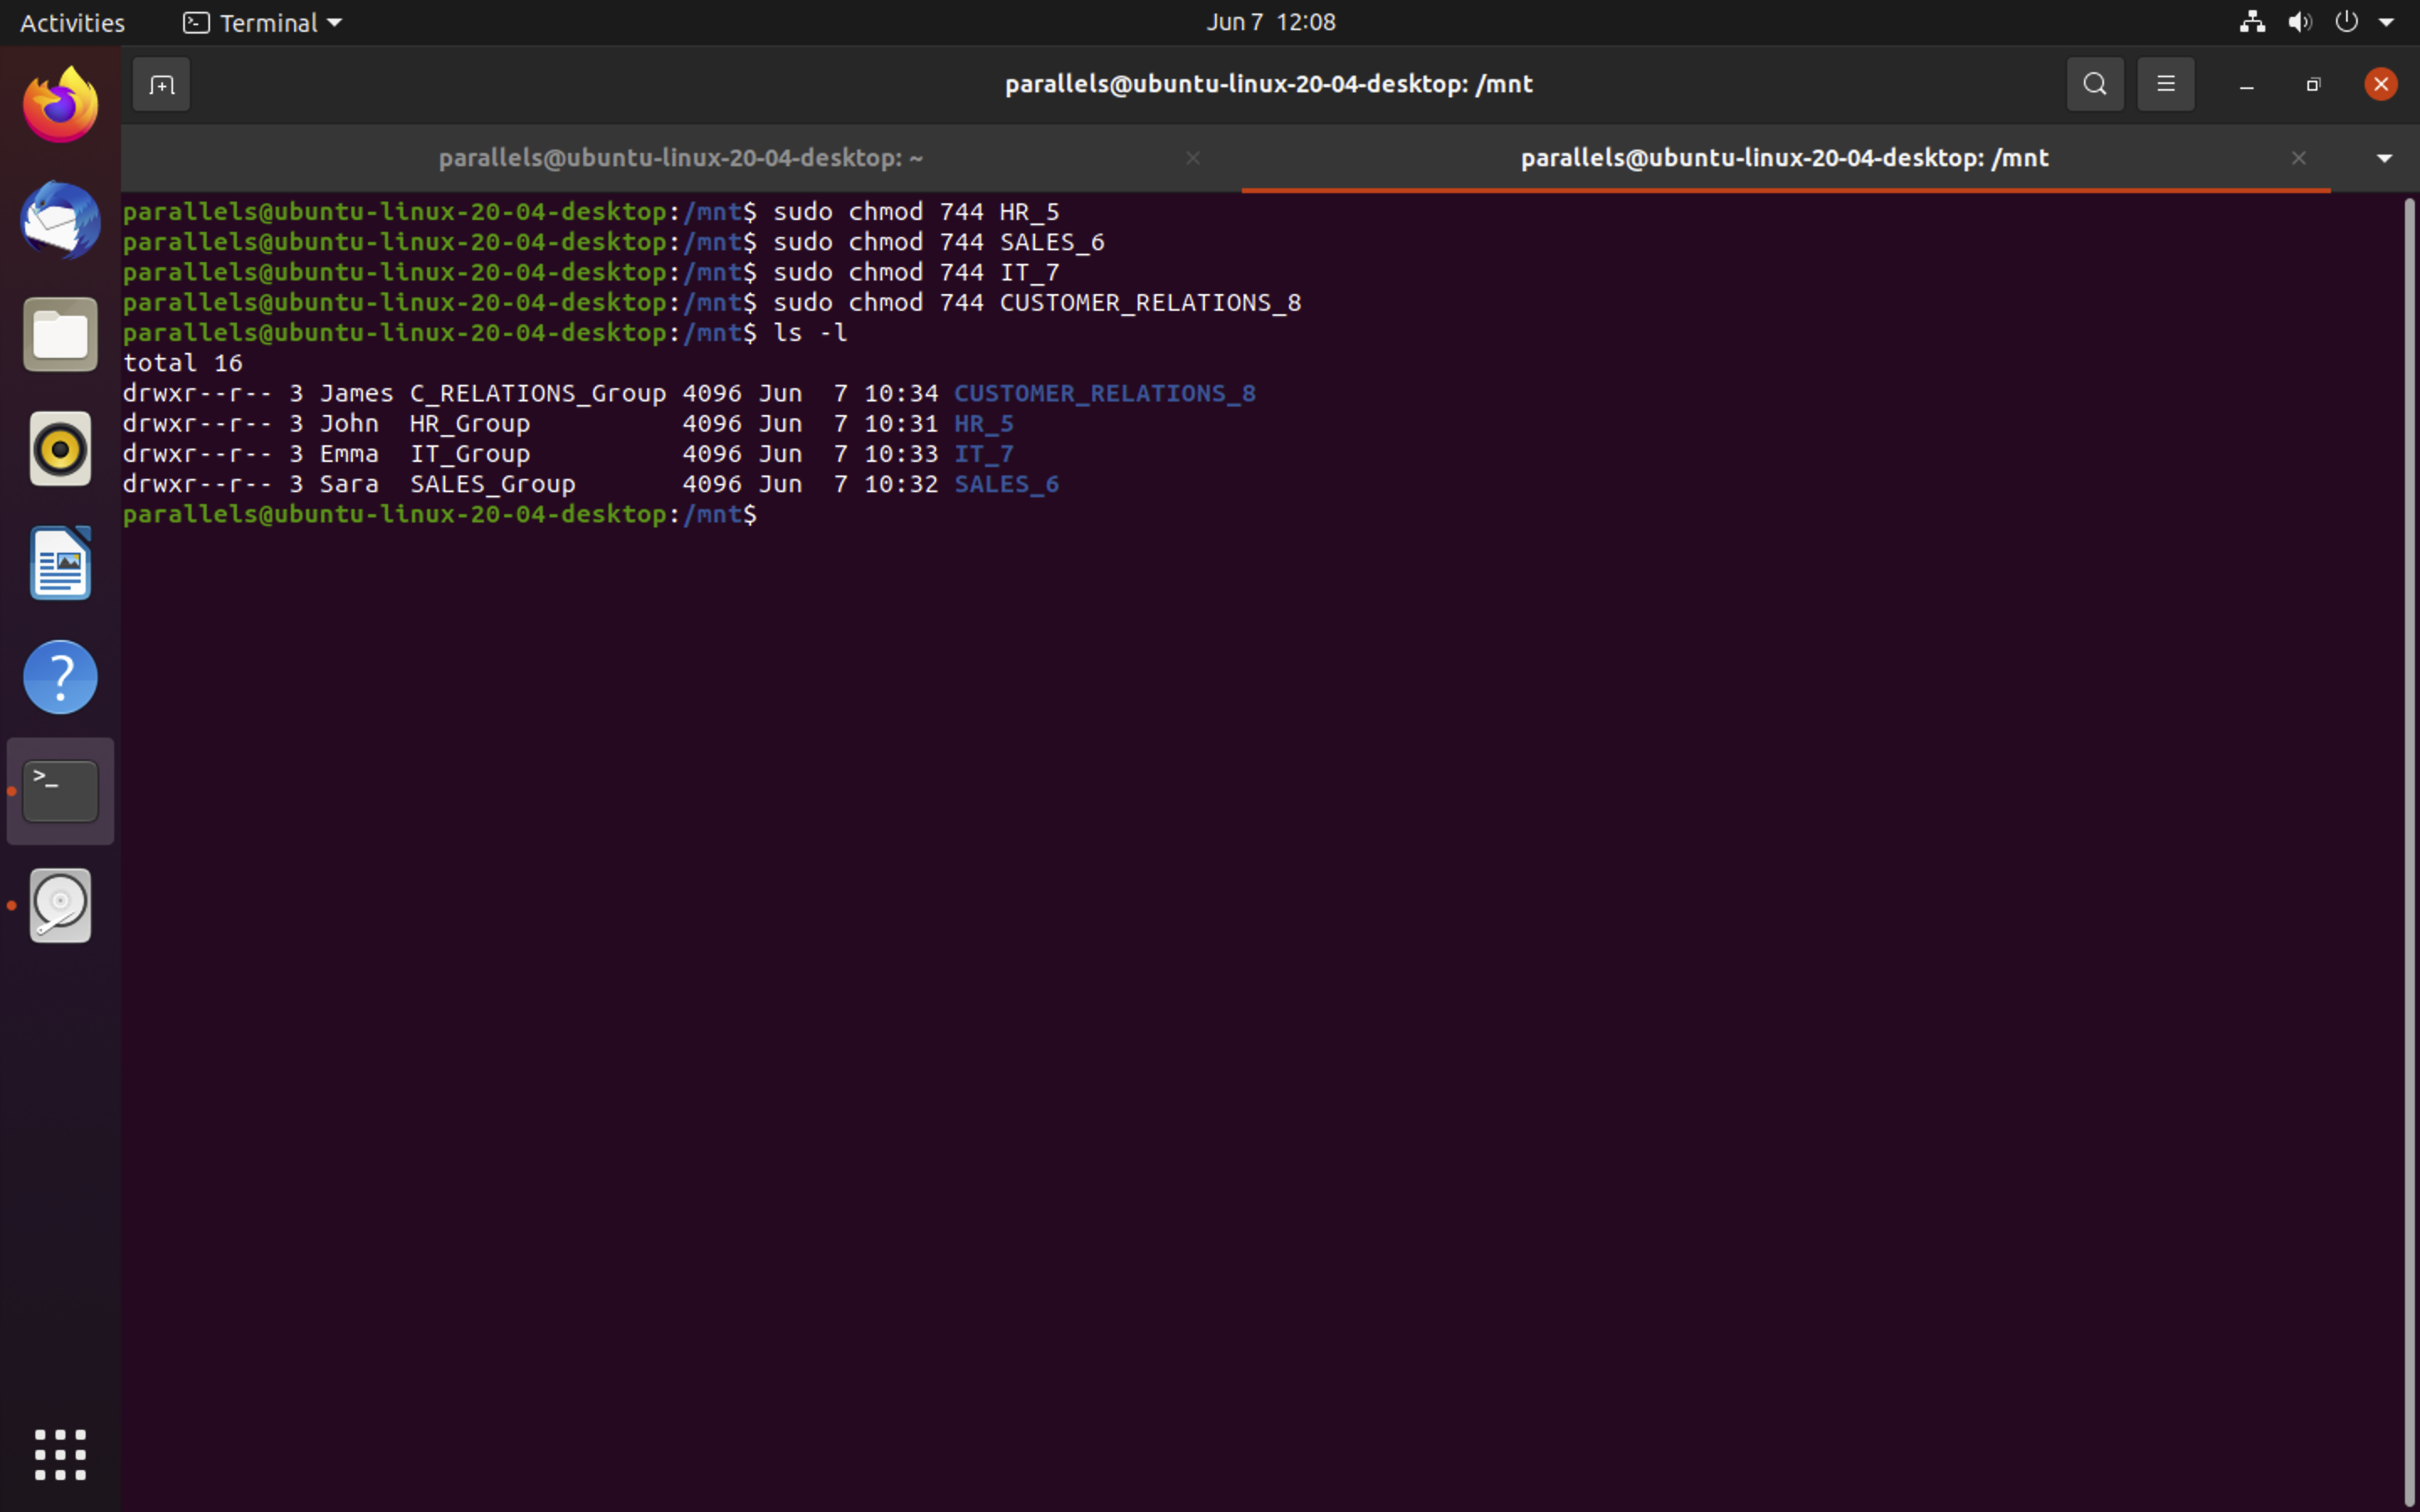 Activities Terminal Jun 7 12:08
parallels@ubuntu-linux-20-04-desktop: /mnt
parallels@ubuntu-linux-20-04-desktop: ~ parallels@ubuntu-linux-20-04-desktop: /mnt
parallels@ubuntu-linux-20-04-desktop:/mnt$ sudo chmod 744 HR_5
parallels@ubuntu-linux-20-04-desktop:/mnt$ sudo chmod 744 SALES_6
parallels@ubuntu-linux-20-04-desktop:/mnt$ sudo chmod 744 IT_7
parallels@ubuntu-linux-20-04-desktop:/mnt$ sudo chmod 744 CUSTOMER_RELATIONS_8
parallels@ubuntu-linux-20-04-desktop:/mnt$ ls -l
total 16
drwxr--r-- 3 James C_RELATIONS_Group 4096 Jun  7 10:34 CUSTOMER_RELATIONS_8
drwxr--r-- 3 John  HR_Group          4096 Jun  7 10:31 HR_5
drwxr--r-- 3 Emma  IT_Group          4096 Jun  7 10:33 IT_7
drwxr--r-- 3 Sara  SALES_Group       4096 Jun  7 10:32 SALES_6
parallels@ubuntu-linux-20-04-desktop:/mnt$